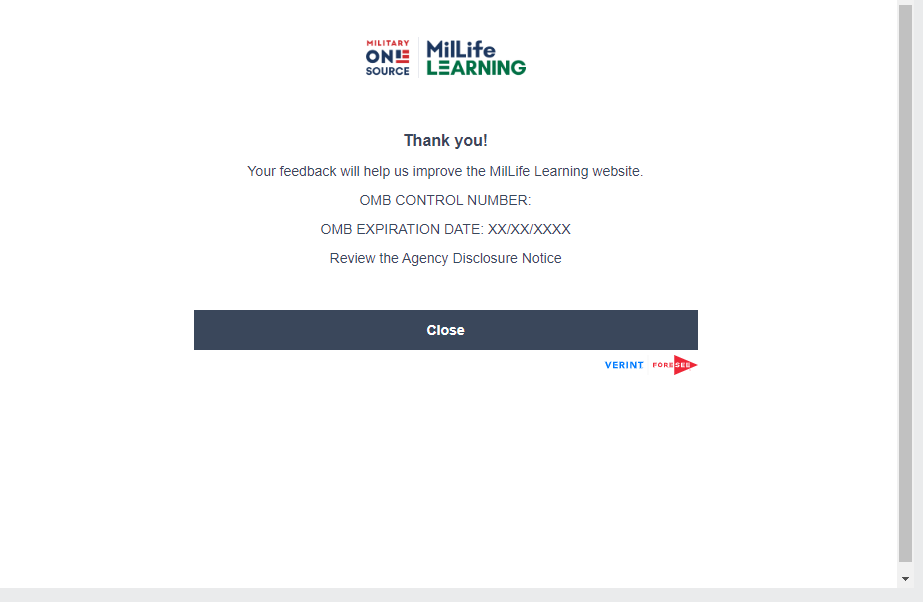 MILITARY
ONE
SOURCE
MilLife
LEARNING
Thank you!
Your feedback will help us improve the MilLife Learning website.
OMB CONTROL NUMBER:
OMB EXPIRATION DATE: XX/XX/XXXX
Review the Agency Disclosure Notice
Close
VERINT FORESEE